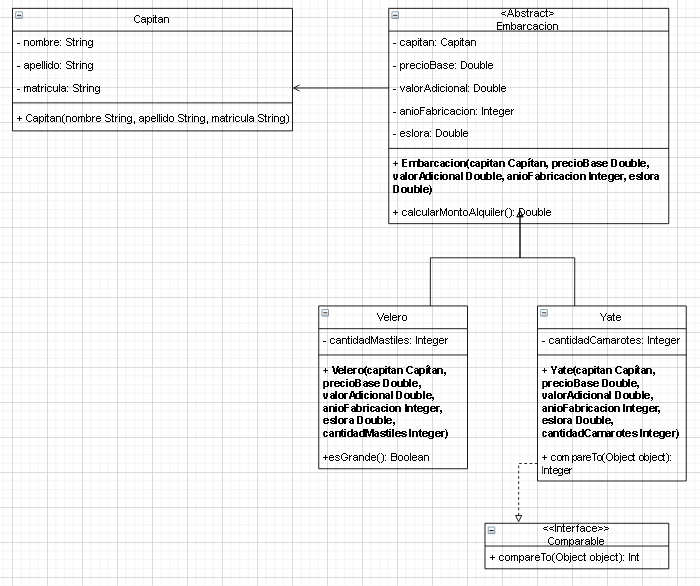 Capitan
- nombre: String
- apellido: String
- matricula: String
+ Capitan(nombre String, apellido String, matricula String)
<Abstract>
Embarcacion
- capitan: Capitan
- precioBase: Double
- valorAdicional: Double
- anioFabricacion: Integer
- eslora: Double
+ Embarcacion(capitan Capítan, precioBase Double,
valorAdicional Double, anioFabricacion Integer, eslora
Double)
+ calcularMontoAlquiler(): Double
Velero
- cantidadMastiles: Integer
+ Velero(capitan Capítan,
precioBase Double,
valorAdicional Double,
anioFabricacion Integer,
eslora Double,
cantidadMastiles Integer)
+esGrande(): Boolean
Yate
- cantidadCamarotes: Integer
+ Yate(capitan Capítan,
precioBase Double,
valorAdicional Double,
anioFabricacion Integer,
eslora Double,
cantidadCamarotes Integer)
+ compareTo(Object object):
Integer
<<Interface>>
Comparable
+ compareTo(Object object): Int